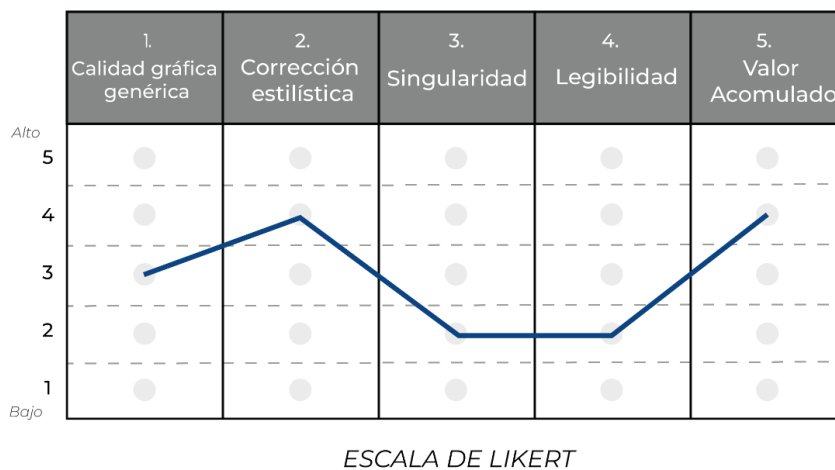 1.
Calidad gráfica
genérica
2.
Corrección
estilística
3.
Singularidad
4.
Legibilidad
5.
Valor
Acomulado
Alto
5
4
3
2
1
Bajo
ESCALA DE LIKERT